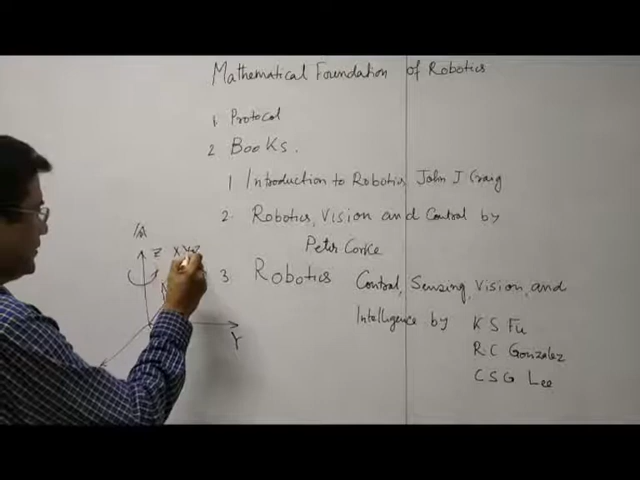 Mathematical Foundation of Robotics
1. Protocol
2 Books.
1 Introduction to Robotics John J Craig
2. Robotics, Vision and Control by
Peter Corke
3. Robotics Control, Sensing, Vision, and
Intelligence by K S Fu
R.C Gonzalez
C S G Lee
{A}
Z XYZ
Y